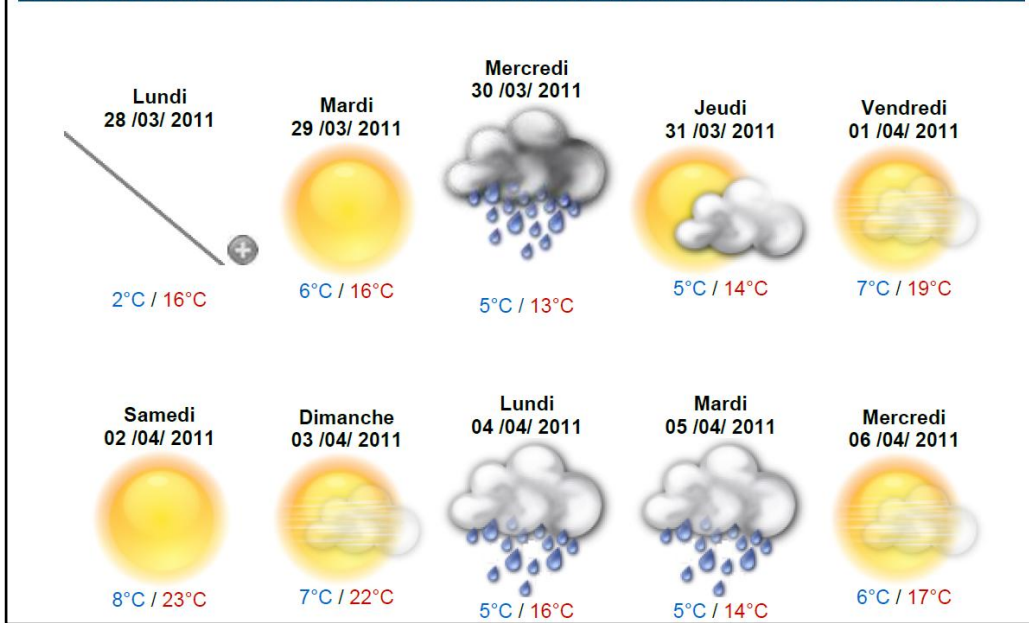 Lundi
28 /03/ 2011
2°C / 16°C
Mardi
29 /03/ 2011
6°C / 16°C
Mercredi
30 /03/ 2011
5°C / 13°C
Jeudi
31 /03/ 2011
5°C / 14°C
Vendredi
01 /04/ 2011
7°C / 19°C
Samedi
02 /04/ 2011
8°C / 23°C
Dimanche
03 /04/ 2011
7°C / 22°C
Lundi
04 /04/ 2011
5°C / 16°C
Mardi
05 /04/ 2011
5°C / 14°C
Mercredi
06 /04/ 2011
6°C / 17°C